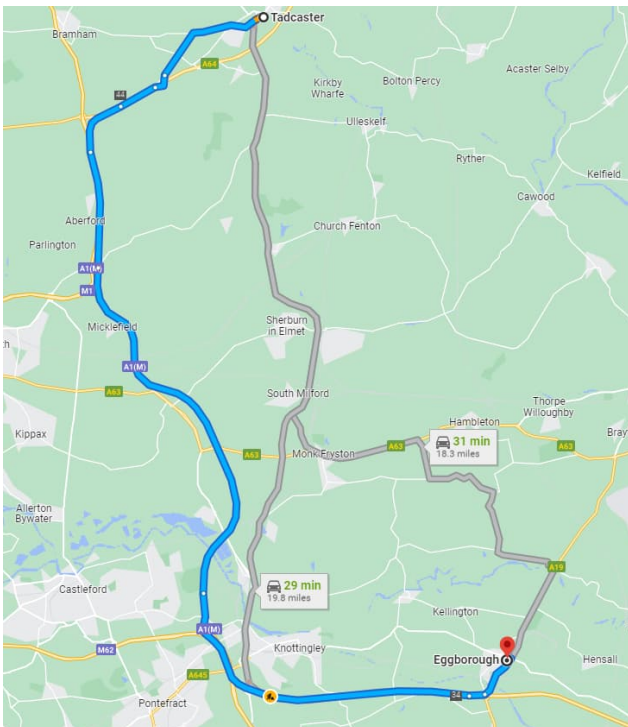 Tadcaster
Bramham
A64
Kirkby
Wharfe
Bolton Percy
Acaster Selby
44
Ulleskelf
Ryther
Kelfield
Cawood
Aberford
Church Fenton
Parlington
A1(M)
M1
Micklefield
Sherburn
in Elmet
th
A1(M)
A63
South Milford
Thorpe
Willoughby
Hambleton
Kippax
31 min
18.3 miles
A63
A63
Bray
A63
Monk Fryston
Allerton
Bywater
A19
Castleford
29 min
19.8 miles
Kellington
A1(M)
M62
Knottingley
Eggborough
Hensall
A645
34
Pontefract